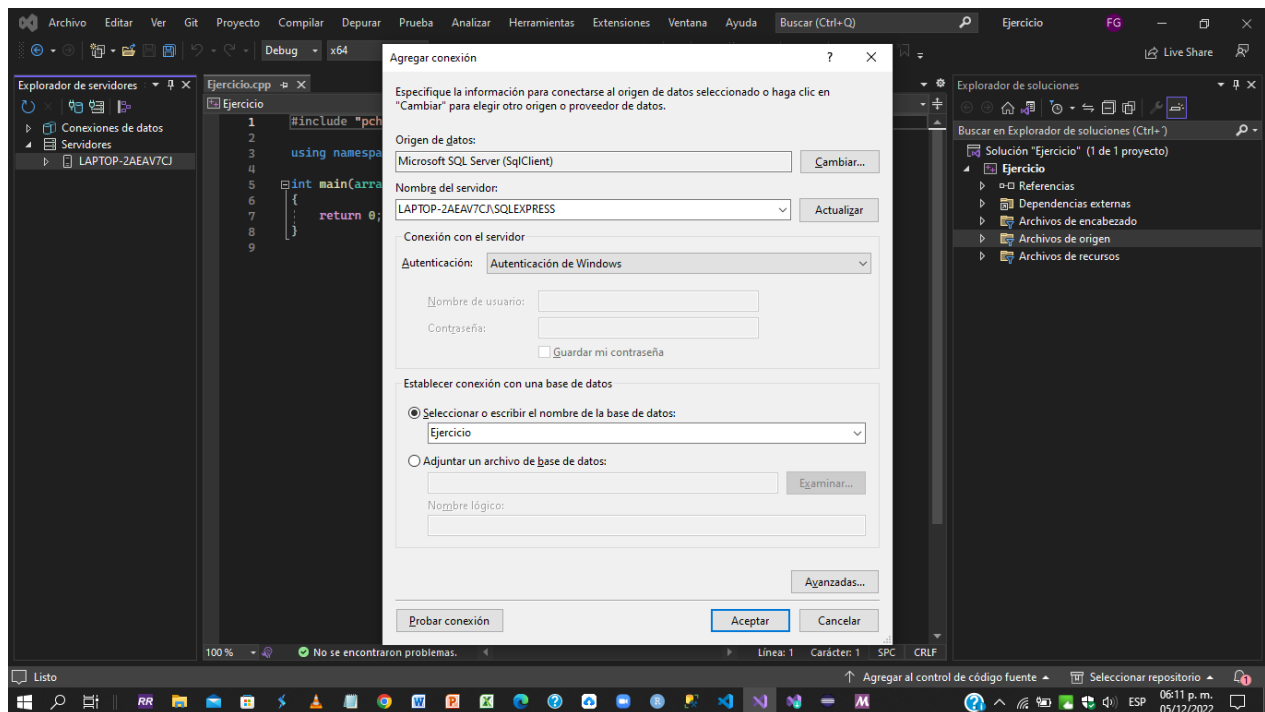 Archivo Editar Ver Git Proyecto Compilar Depurar Prueba Analizar Herramientas Extensiones Ventana Ayuda Buscar (Ctrl+Q) Ejercicio FG
Debug x64 Live Share
Explorador de servidores
Conexiones de datos
Servidores
LAPTOP-2AEAV7CJ
Ejercicio.cpp
Ejercicio
1 #include "pch
2
3 using namespa
4
5 int main(arra
6 {
7 return 0;
8 }
9
Agregar conexión ?
Especifique la información para conectarse al origen de datos seleccionado o haga clic en
"Cambiar" para elegir otro origen o proveedor de datos.
Origen de datos:
Microsoft SQL Server (SqlClient) Cambiar...
Nombre del servidor:
LAPTOP-2AEAV7CJ\SQLEXPRESS Actualizar
Conexión con el servidor
Autenticación: Autenticación de Windows
Nombre de usuario:
Contraseña:
Guardar mi contraseña
Establecer conexión con una base de datos
Seleccionar o escribir el nombre de la base de datos:
Ejercicio
Adjuntar un archivo de base de datos:
Examinar...
Nombre lógico:
Avanzadas...
Probar conexión Aceptar Cancelar
Explorador de soluciones
Buscar en Explorador de soluciones (Ctrl+´)
Solución "Ejercicio" (1 de 1 proyecto)
Ejercicio
Referencias
Dependencias externas
Archivos de encabezado
Archivos de origen
Archivos de recursos
100 % No se encontraron problemas. Línea: 1 Carácter: 1 SPC CRLF
Listo Agregar al control de código fuente Seleccionar repositorio 1
RR ESP 06:11 p. m.
05/12/2022